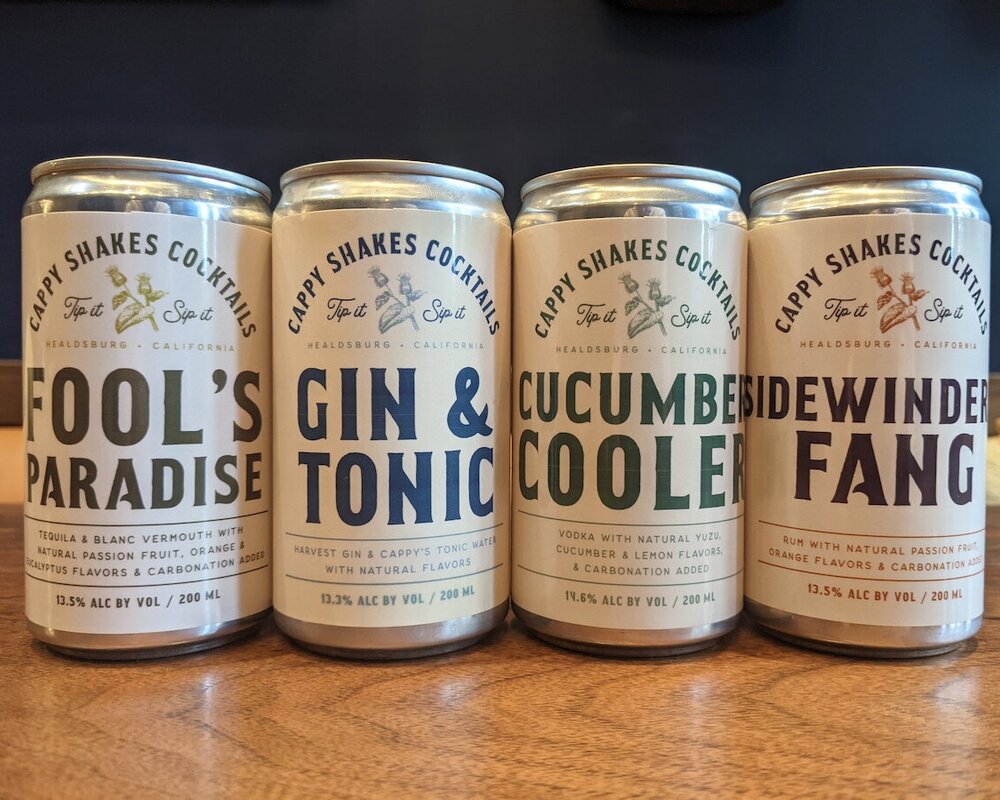 CAPPY SHAKES COCKTAILS
Tip it Sip it
HEALDSBURG • CALIFORNIA
FOOL'S
PARADISE
TEQUILA & BLANC VERMOUTH WITH
NATURAL PASSION FRUIT, ORANGE &
EUCALYPTUS FLAVORS & CARBONATION ADDED
13.5% ALC BY VOL / 200 ML
CAPPY SHAKES COCKTAILS
Tip it Sip it
HEALDSBURG • CALIFORNIA
GIN &
TONIC
HARVEST GIN & CAPPY'S TONIC WATER
WITH NATURAL FLAVORS
13.3% ALC BY VOL / 200 ML
CAPPY SHAKES COCKTAILS
Tip it Sip it
HEALDSBURG • CALIFORNIA
CUCUMBER
COOLER
VODKA WITH NATURAL YUZU,
CUCUMBER & LEMON FLAVORS,
& CARBONATION ADDED
14.6% ALC BY VOL / 200 ML
CAPPY SHAKES COCKTAILS
Tip it Sip it
HEALDSBURG • CALIFORNIA
SIDEWINDER
FANG
RUM WITH NATURAL PASSION FRUIT,
ORANGE FLAVORS & CARBONATION ADDED
13.5% ALC BY VOL / 200 ML